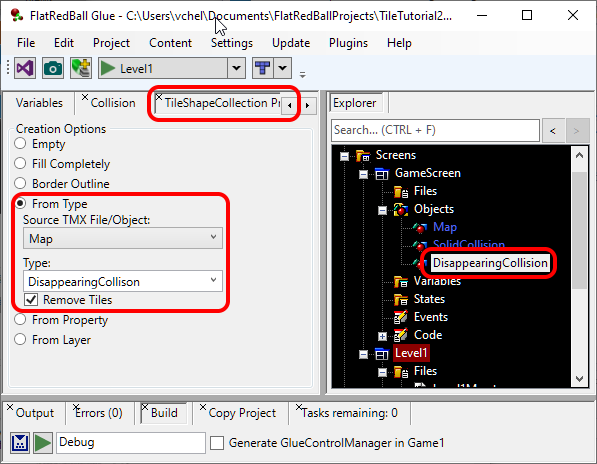 FlatRedBall Glue - C:\Users\vchel\Documents\FlatRedBallProjects\TileTutorial2...
File Edit Project Content Settings Update Plugins Help
Level1
Variables Collision TileShapeCollection Pr
Explorer
Creation Options
Empty
Fill Completely
Border Outline
From Type
Source TMX File/Object:
Map
Type:
DisappearingCollison
Remove Tiles
From Property
From Layer
Search... (CTRL + F)
< >
Screens
GameScreen
Files
Objects
Map
SolidCollision
DisappearingCollision
Variables
States
Events
Code
Level1
Files
Output Errors (0) Build Copy Project Tasks remaining: 0
Debug Generate GlueControlManager in Game1